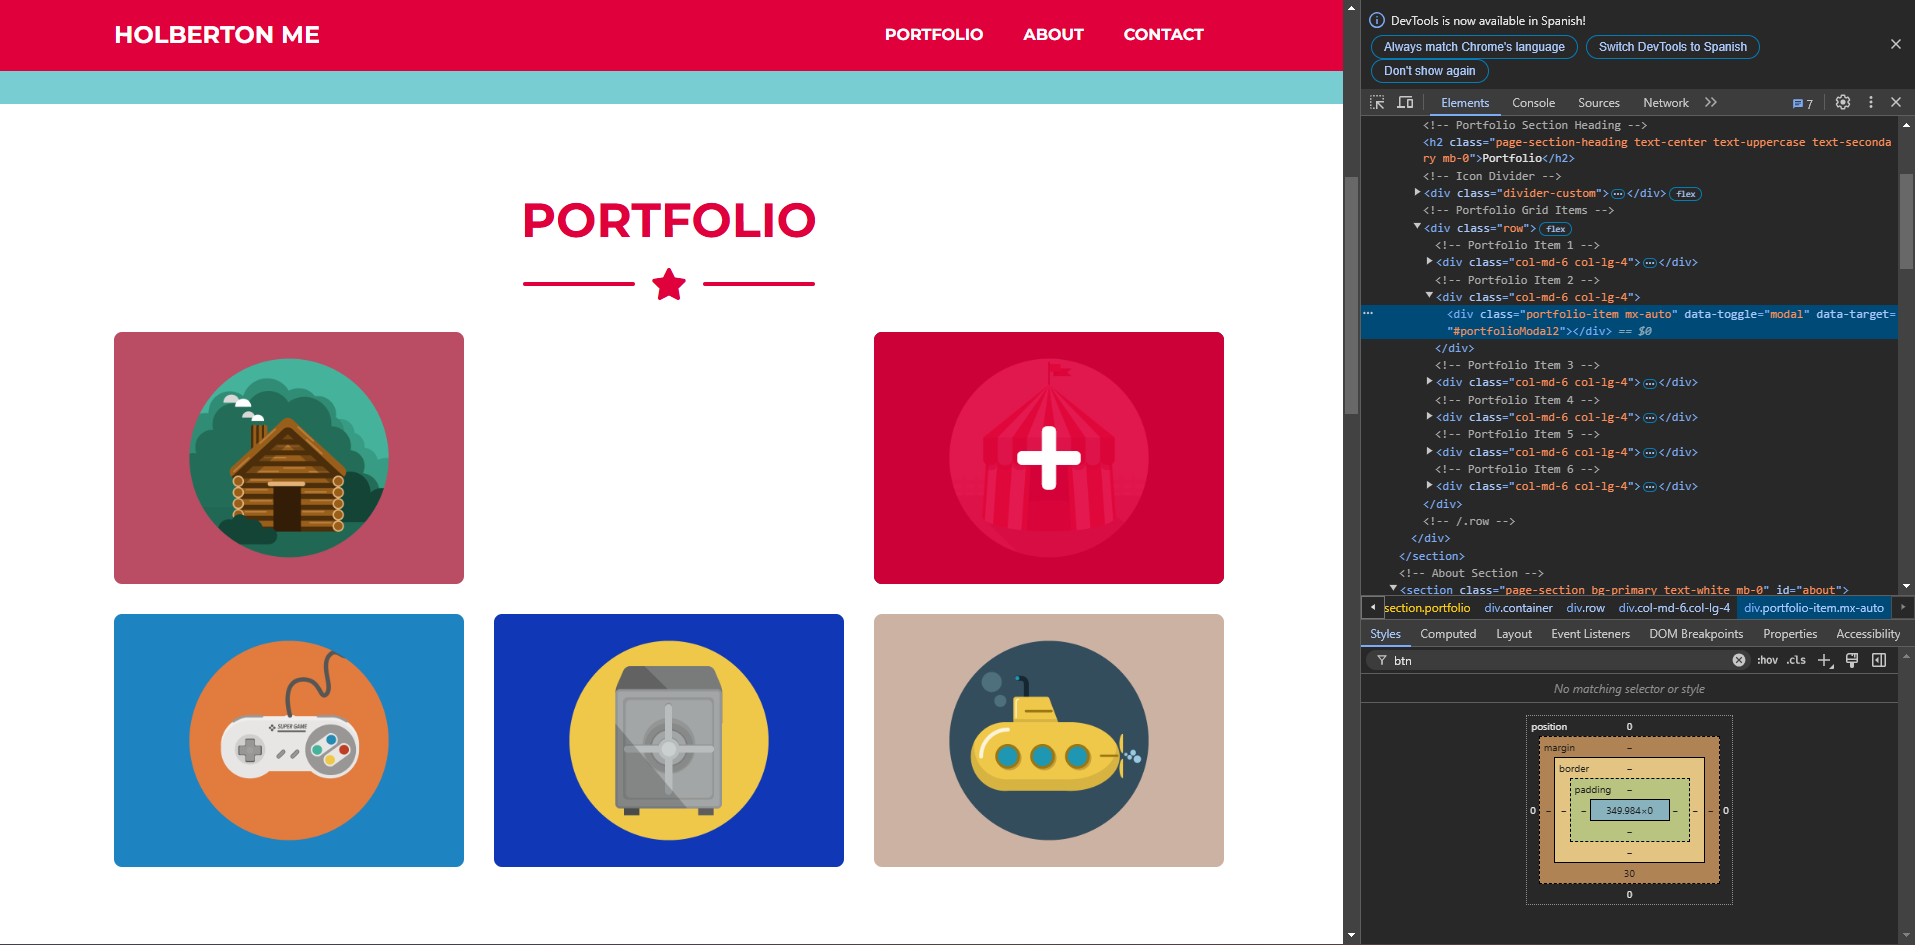 HOLBERTON ME
PORTFOLIO ABOUT CONTACT
PORTFOLIO
SUPER GAME
DevTools is now available in Spanish!
Always match Chrome's language
Switch DevTools to Spanish
Don't show again
Elements Console Sources Network 7
<!-- Portfolio Section Heading -->
<h2 class="page-section-heading text-center text-uppercase text-seconda
ry mb-0">Portfolio</h2>
<!-- Icon Divider -->
<div class="divider-custom">…</div> flex
<!-- Portfolio Grid Items -->
<div class="row"> flex
<!-- Portfolio Item 1 -->
<div class="col-md-6 col-lg-4">…</div>
<!-- Portfolio Item 2 -->
<div class="col-md-6 col-lg-4">
<div class="portfolio-item mx-auto" data-toggle="modal" data-target=
"#portfolioModal2"></div> == $0
</div>
<!-- Portfolio Item 3 -->
<div class="col-md-6 col-lg-4">…</div>
<!-- Portfolio Item 4 -->
<div class="col-md-6 col-lg-4">…</div>
<!-- Portfolio Item 5 -->
<div class="col-md-6 col-lg-4">…</div>
<!-- Portfolio Item 6 -->
<div class="col-md-6 col-lg-4">…</div>
</div>
<!-- /.row -->
</div>
</section>
<!-- About Section -->
<section class="page-section bg-primary text-white mb-0" id="about">
section.portfolio div.container div.row div.col-md-6.col-lg-4 div.portfolio-item.mx-auto
Styles Computed Layout Event Listeners DOM Breakpoints Properties Accessibility
btn :hov .cls
No matching selector or style
position 0
margin –
border –
padding –
0 – – – 349.984×0 – – – 0
–
–
30
0